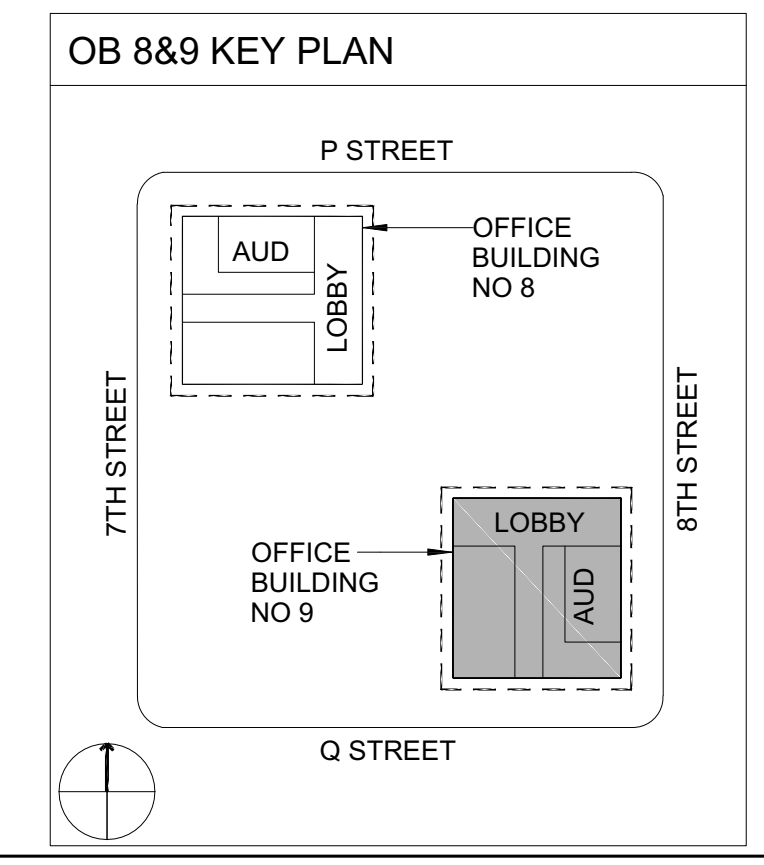 OB 8&9 KEY PLAN
P STREET
AUD
LOBBY
OFFICE
BUILDING
NO 8
7TH STREET
8TH STREET
LOBBY
AUD
OFFICE
BUILDING
NO 9
Q STREET